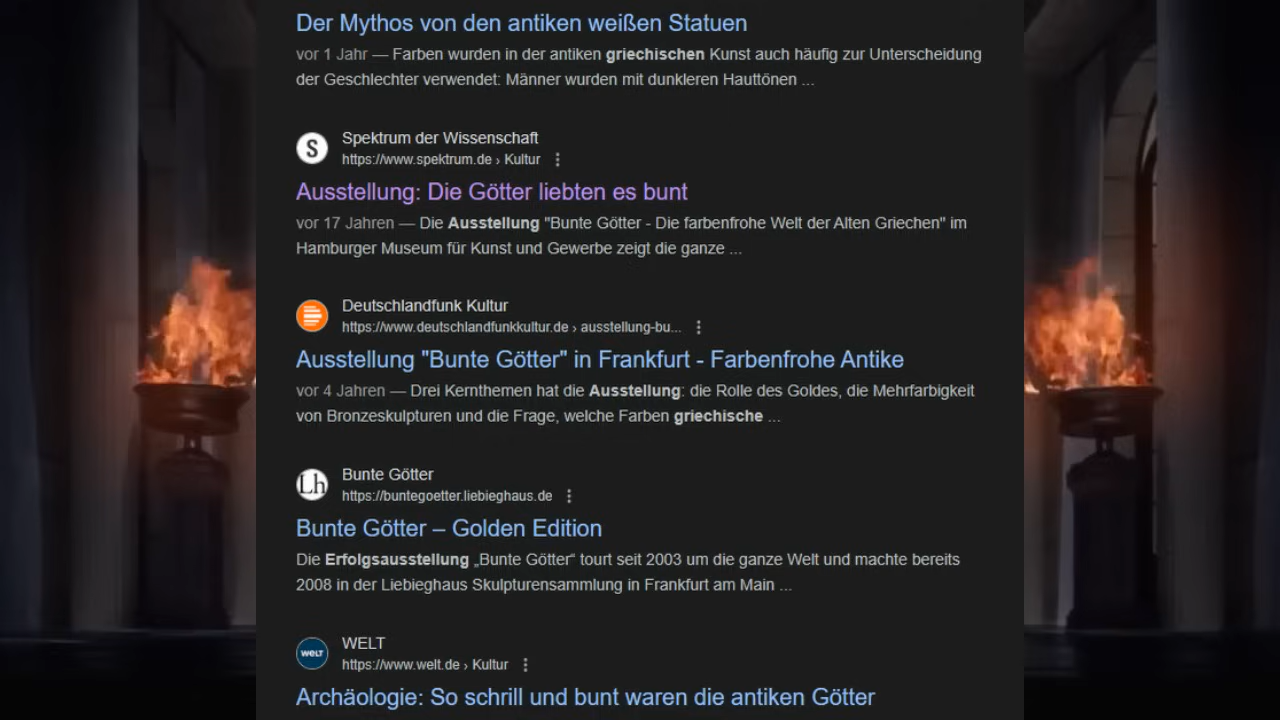 Der Mythos von den antiken weißen Statuen
vor 1 Jahr — Farben wurden in der antiken griechischen Kunst auch häufig zur Unterscheidung
der Geschlechter verwendet: Männer wurden mit dunkleren Hauttönen ...
S
Spektrum der Wissenschaft
https://www.spektrum.de › Kultur
Ausstellung: Die Götter liebten es bunt
vor 17 Jahren — Die Ausstellung "Bunte Götter - Die farbenfrohe Welt der Alten Griechen" im
Hamburger Museum für Kunst und Gewerbe zeigt die ganze ...
Deutschlandfunk Kultur
https://www.deutschlandfunkkultur.de › ausstellung-bu...
Ausstellung "Bunte Götter" in Frankfurt - Farbenfrohe Antike
vor 4 Jahren — Drei Kernthemen hat die Ausstellung: die Rolle des Goldes, die Mehrfarbigkeit
von Bronzeskulpturen und die Frage, welche Farben griechische ...
Lh
Bunte Götter
https://buntegoetter.liebieghaus.de
Bunte Götter – Golden Edition
Die Erfolgsausstellung „Bunte Götter“ tourt seit 2003 um die ganze Welt und machte bereits
2008 in der Liebieghaus Skulpturensammlung in Frankfurt am Main ...
WELT
WELT
https://www.welt.de › Kultur
Archäologie: So schrill und bunt waren die antiken Götter